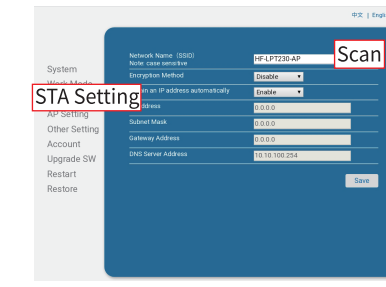 中文 | Engli
System
Work Mode
STA Setting
AP Setting
Other Setting
Account
Upgrade SW
Restart
Restore
Network Name (SSID)
Note: case sensitive
HF-LPT230-AP
Scan
Encryption Method
Disable
an IP address automatically
Enable
address
0.0.0.0
Subnet Mask
0.0.0.0
Gateway Address
0.0.0.0
DNS Server Address
10.10.100.254
Save